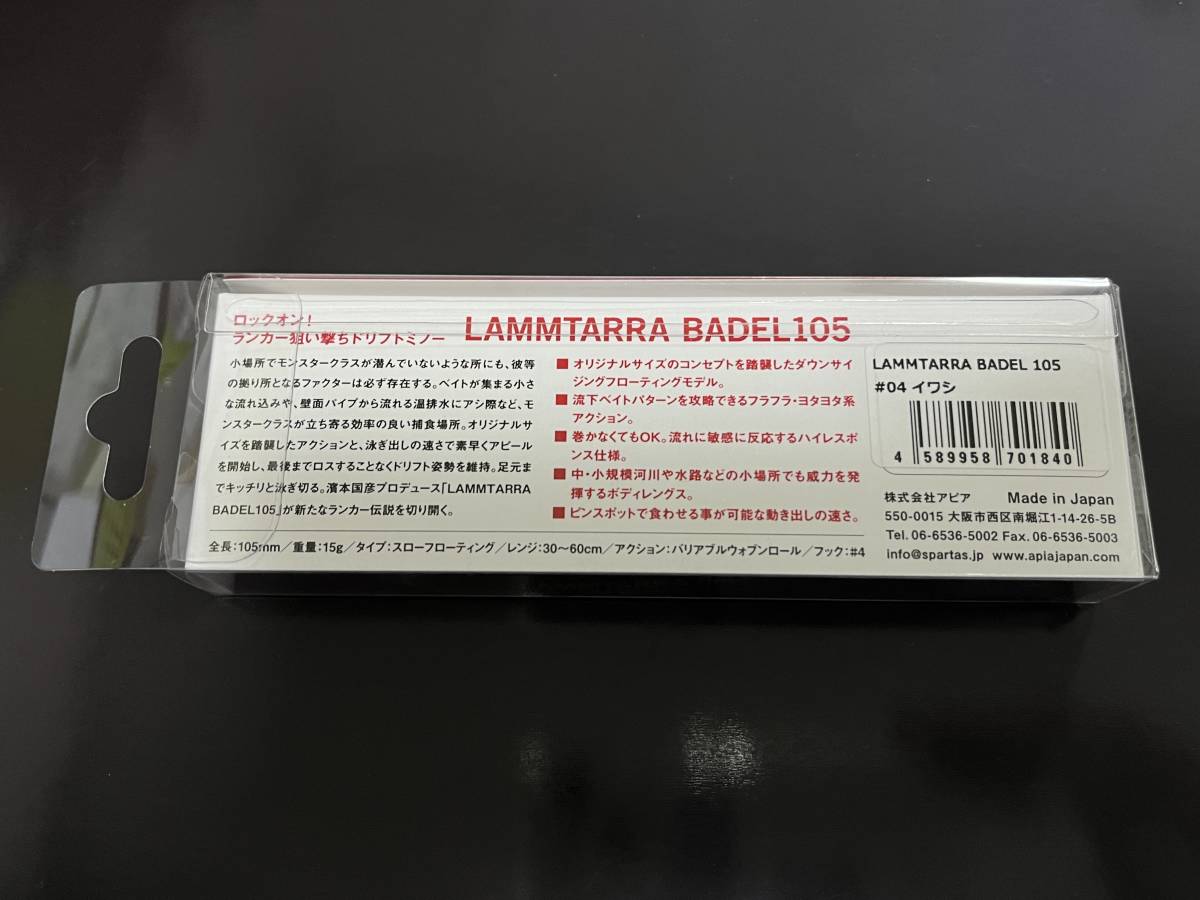 ロックオン!
ランカー狙い撃ちドリフトミノー
LAMMTARRA BADEL105
小場所でモンスタークラスが潜んでいないような所にも、彼等
の拠り所となるファクターは必ず存在する。ベイトが集まる小さ
な流れ込みや、壁面パイプから流れる温排水にアシ際など、モ
ンスタークラスが立ち寄る効率の良い捕食場所。オリジナルサ
イズを踏襲したアクションと、泳ぎ出しの速さで素早くアピール
を開始し、最後までロスすることなくドリフト姿勢を維持。足元ま
でキッチリと泳ぎ切る。濱本国彦プロデュース「LAMMTARRA
BADEL105」が新たなランカー伝説を切り開く。
■ オリジナルサイズのコンセプトを踏襲したダウンサイ
ジングフローティングモデル。
■ 流下ベイトパターンを攻略できるフラフラ・ヨタヨタ系
アクション。
■ 巻かなくてもOK。流れに敏感に反応するハイレスポ
ンス仕様。
■ 中・小規模河川や水路などの小場所でも威力を発
揮するボディレングス。
■ ピンスポットで食わせる事が可能な動き出しの速さ。
全長:105mm/重量:15g/タイプ:スローフローティング/レンジ:30〜60cm/アクション:バリアブルウォブンロール/フック:#4
LAMMTARRA BADEL 105
#04 イワシ
4 589958 701840
株式会社アピア Made in Japan
550-0015 大阪市西区南堀江1-14-26-5B
Tel. 06-6536-5002 Fax. 06-6536-5003
info@spartas.jp www.apiajapan.com